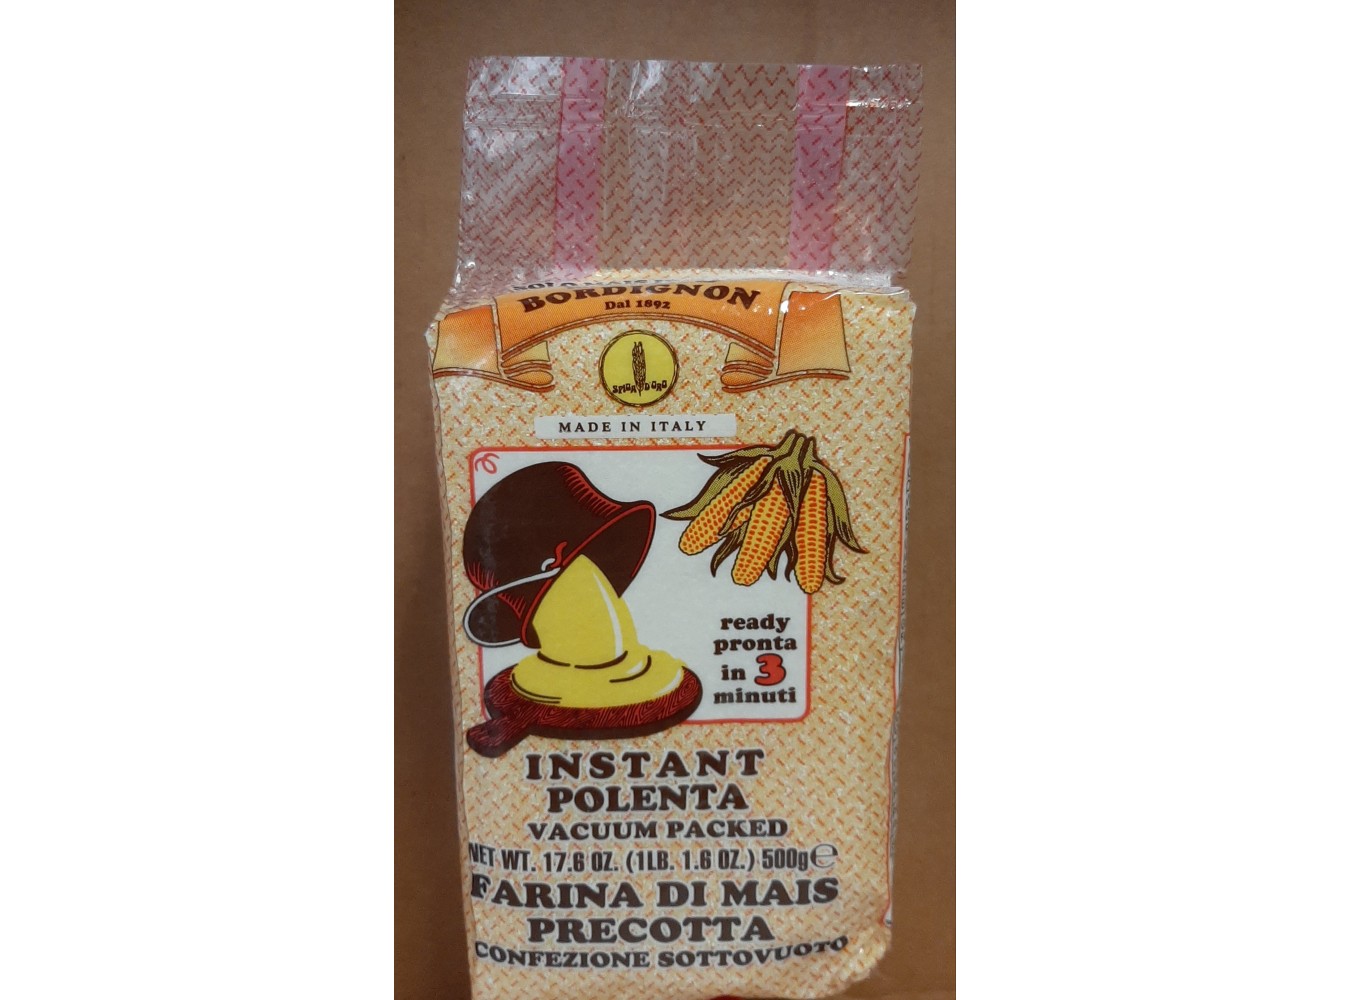 BORDIGNON
Dal 1892
SPIGA D'ORO
MADE IN ITALY
ready
pronta
in 3
minuti
INSTANT
POLENTA
VACUUM PACKED
NET WT. 17.6 OZ. (1LB. 1.6 OZ.) 500g℮
FARINA DI MAIS
PRECOTTA
CONFEZIONE SOTTOVUOTO